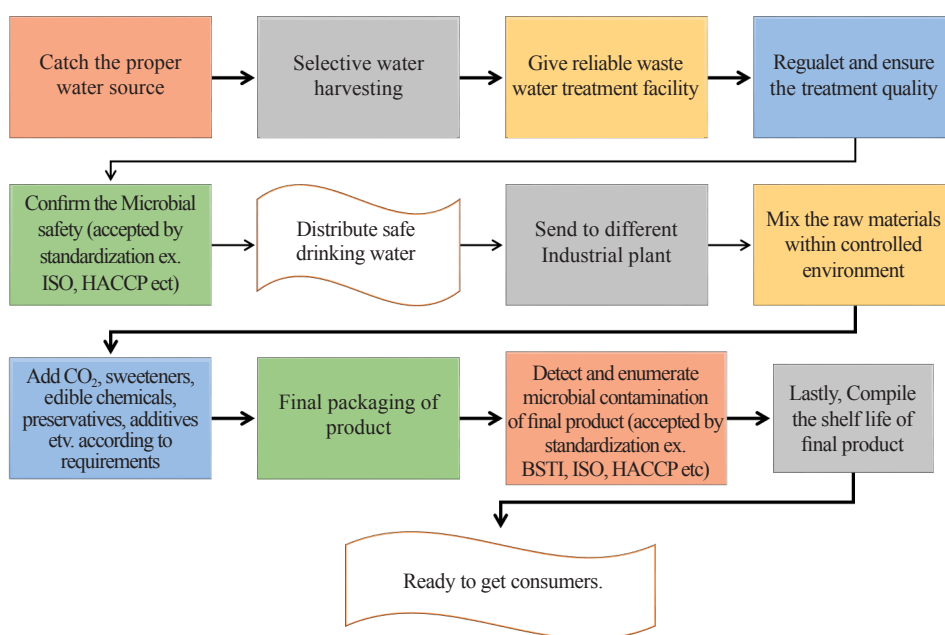 Catch the proper
water source
Selective water
harvesting
Give reliable waste
water treatment facility
Regualet and ensure
the treatment quality
Confirm the Microbial
safety (accepted by
standardization ex.
ISO, HACCP ect)
Distribute safe
drinking water
Send to different
Industrial plant
Mix the raw materials
within controlled
environment
Add CO₂, sweeteners,
edible chemicals,
preservatives, additives
etv. according to
requirements
Final packaging of
product
Detect and enumerate
microbial contamination
of final product (accepted by
standardization ex.
BSTI, ISO, HACCP etc)
Lastly, Compile
the shelf life of
final product
Ready to get consumers.